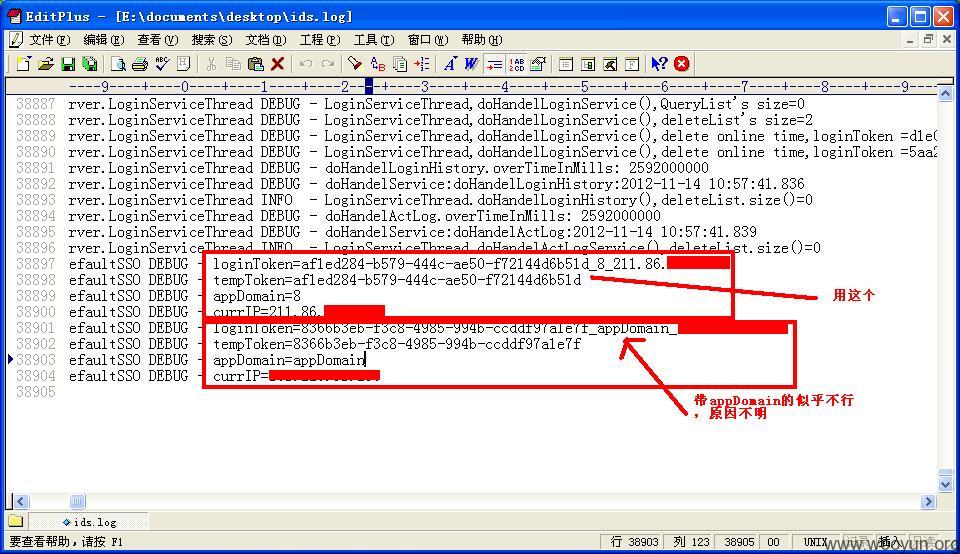 EditPlus - [E:\documents\desktop\ids.log]
文件(F) 编辑(E) 查看(V) 搜索(S) 文档(D) 工程(P) 工具(T) 窗口(W) 帮助(H)
----9----+----0----+----1----+----2----+----3----+----4----+----5----+----6----+----7----+----8----+----9----
38887 rver.LoginServiceThread DEBUG - LoginServiceThread,doHandelLoginService(),QueryList's size=0
38888 rver.LoginServiceThread DEBUG - LoginServiceThread,doHandelLoginService(),deleteList's size=2
38889 rver.LoginServiceThread DEBUG - LoginServiceThread,doHandelLoginService(),delete online time,loginToken =d1e
38890 rver.LoginServiceThread DEBUG - LoginServiceThread,doHandelLoginService(),delete online time,loginToken =5aa2
38891 rver.LoginServiceThread DEBUG - doHandelLoginHistory.overTimeInMills: 2592000000
38892 rver.LoginServiceThread DEBUG - doHandelService:doHandelLoginHistory:2012-11-14 10:57:41.836
38893 rver.LoginServiceThread INFO - LoginServiceThread.doHandelLoginHistory(),deleteList.size()=0
38894 rver.LoginServiceThread DEBUG - doHandelActLog.overTimeInMills: 2592000000
38895 rver.LoginServiceThread DEBUG - doHandelService:doHandelActLog:2012-11-14 10:57:41.839
38896 rver.LoginServiceThread INFO - LoginServiceThread.doHandelActLogService(),deleteList.size()=0
38897 efaultSSO DEBUG - loginToken=af1ed284-b579-444c-ae50-f72144d6b51d_8_211.86.
38898 efaultSSO DEBUG - tempToken=af1ed284-b579-444c-ae50-f72144d6b51d
38899 efaultSSO DEBUG - appDomain=8
38900 efaultSSO DEBUG - currIP=211.86.
用这个
38901 efaultSSO DEBUG - loginToken=8366b3eb-f3c8-4985-994b-ccddf97a1e7f_appDomain_
38902 efaultSSO DEBUG - tempToken=8366b3eb-f3c8-4985-994b-ccddf97a1e7f
38903 efaultSSO DEBUG - appDomain=appDomain
38904 efaultSSO DEBUG - currIP=
38905
带appDomain的似乎不行
，原因不明
ids.log
要查看帮助，请按 F1 行 38903 列 123 38905 00 UNIX 插入
www.wooyun.org